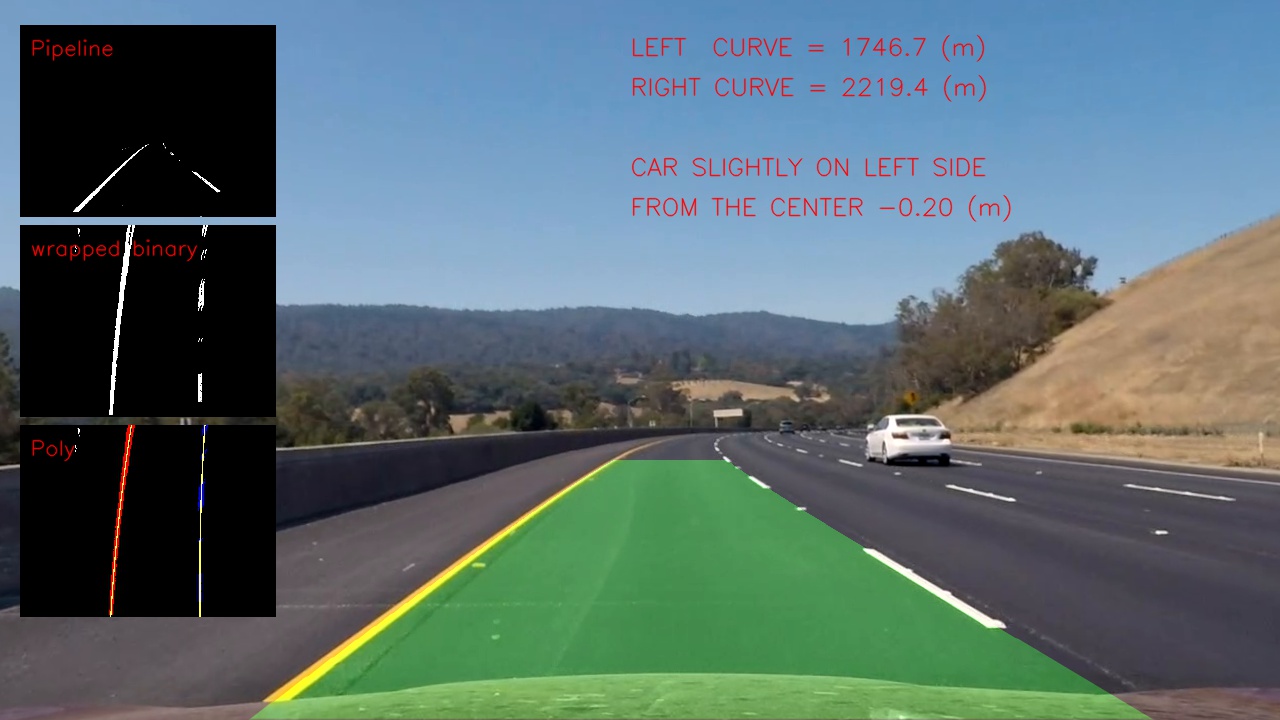 Pipeline
wrapped binary
Poly
LEFT CURVE = 1746.7 (m)
RIGHT CURVE = 2219.4 (m)
CAR SLIGHTLY ON LEFT SIDE
FROM THE CENTER -0.20 (m)